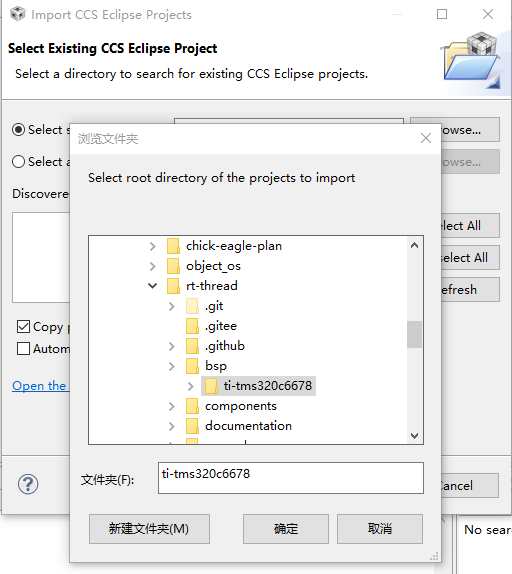 Import CCS Eclipse Projects
Select Existing CCS Eclipse Project
Select a directory to search for existing CCS Eclipse projects.
Select s
owse...
浏览文件夹
Select a
owse...
Select root directory of the projects to import
Discovere
elect All
select All
efresh
chick-eagle-plan
object_os
rt-thread
.git
.gitee
.github
bsp
ti-tms320c6678
components
documentation
Copy p
Autom
Open the
文件夹(F):
ti-tms320c6678
新建文件夹(M)
确定
取消
Cancel
No sear